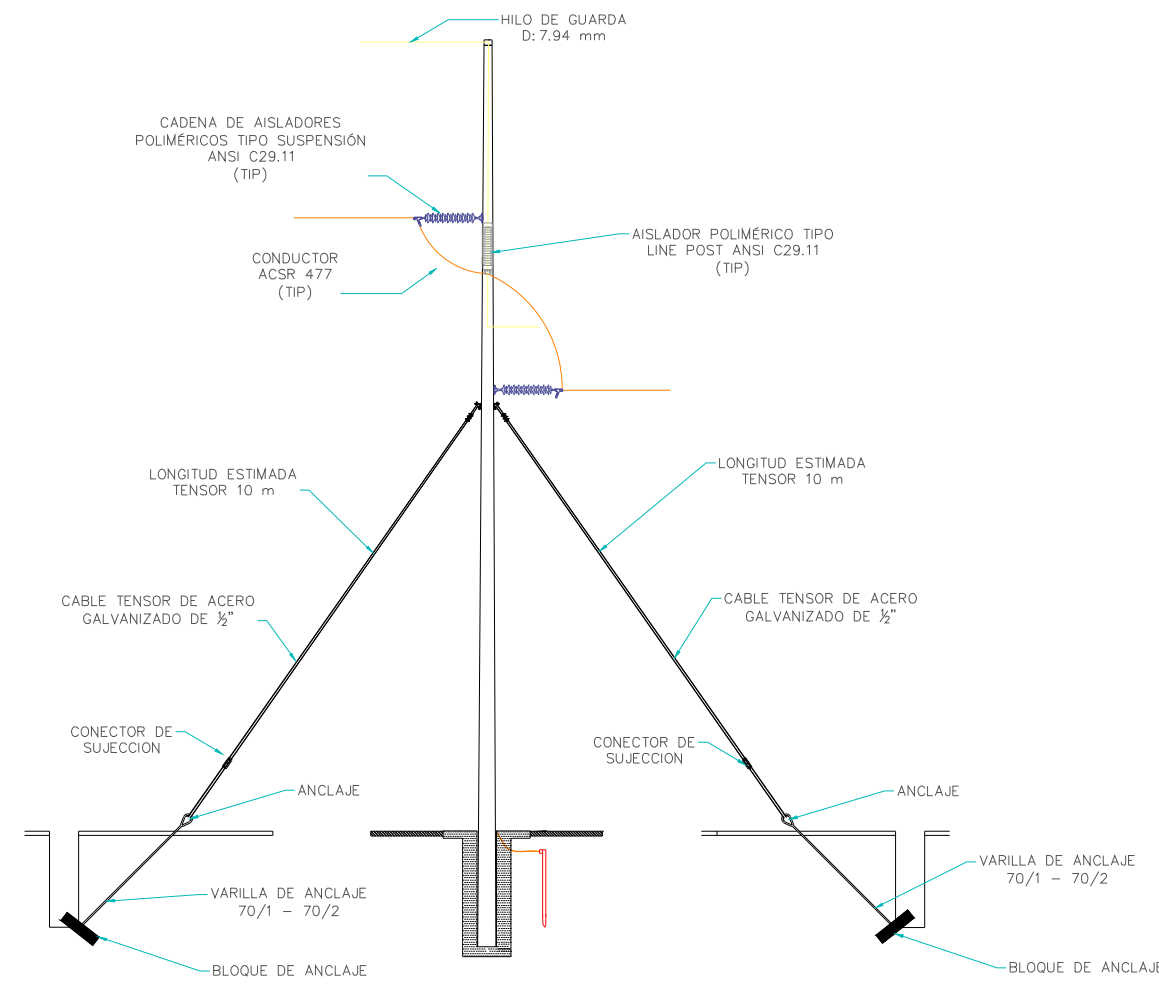 HILO DE GUARDA
D: 7.94 mm
CADENA DE AISLADORES
POLIMÉRICOS TIPO SUSPENSIÓN
ANSI C29.11
(TIP)
AISLADOR POLIMÉRICO TIPO
LINE POST ANSI C29.11
(TIP)
CONDUCTOR
ACSR 477
(TIP)
LONGITUD ESTIMADA
TENSOR 10 m
LONGITUD ESTIMADA
TENSOR 10 m
CABLE TENSOR DE ACERO
GALVANIZADO DE ½"
CABLE TENSOR DE ACERO
GALVANIZADO DE ½"
CONECTOR DE
SUJECCION
CONECTOR DE
SUJECCION
ANCLAJE
ANCLAJE
VARILLA DE ANCLAJE
70/1 - 70/2
VARILLA DE ANCLAJE
70/1 - 70/2
BLOQUE DE ANCLAJE
BLOQUE DE ANCLAJE